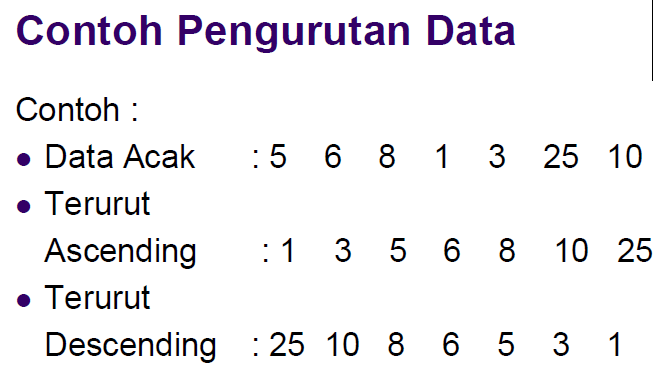 Contoh Pengurutan Data
Contoh :
● Data Acak : 5 6 8 1 3 25 10
● Terurut
Ascending : 1 3 5 6 8 10 25
● Terurut
Descending : 25 10 8 6 5 3 1